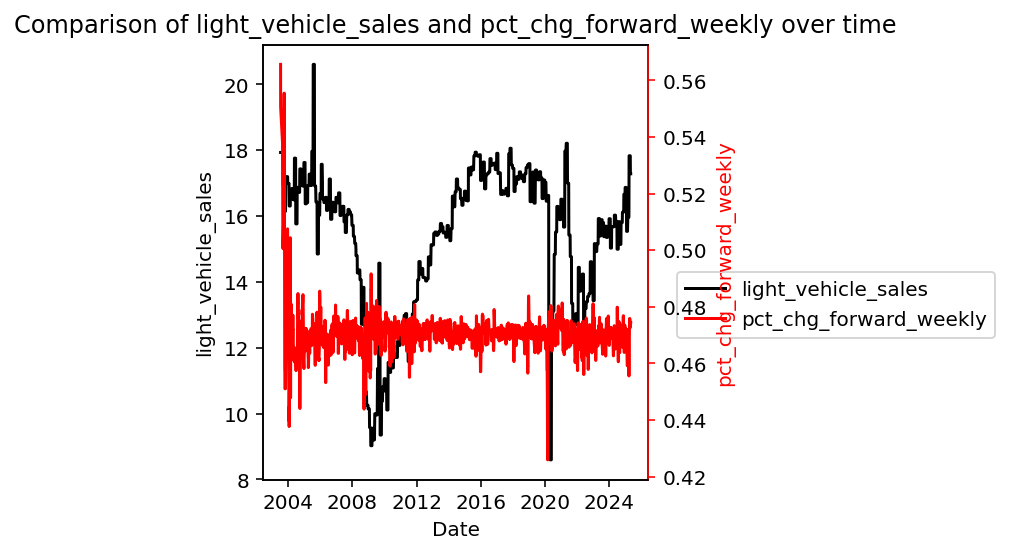 Comparison of light_vehicle_sales and pct_chg_forward_weekly over time
light_vehicle_sales
20
18
16
14
12
10
8
2004 2008 2012 2016 2020 2024
Date
0.56
0.54
0.52
0.50
0.48
0.46
0.44
0.42
pct_chg_forward_weekly
light_vehicle_sales
pct_chg_forward_weekly